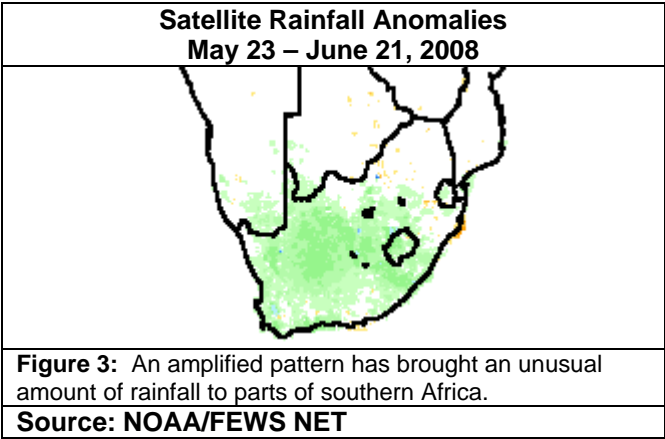 Satellite Rainfall Anomalies
May 23 – June 21, 2008
Figure 3: An amplified pattern has brought an unusual
amount of rainfall to parts of southern Africa.
Source: NOAA/FEWS NET